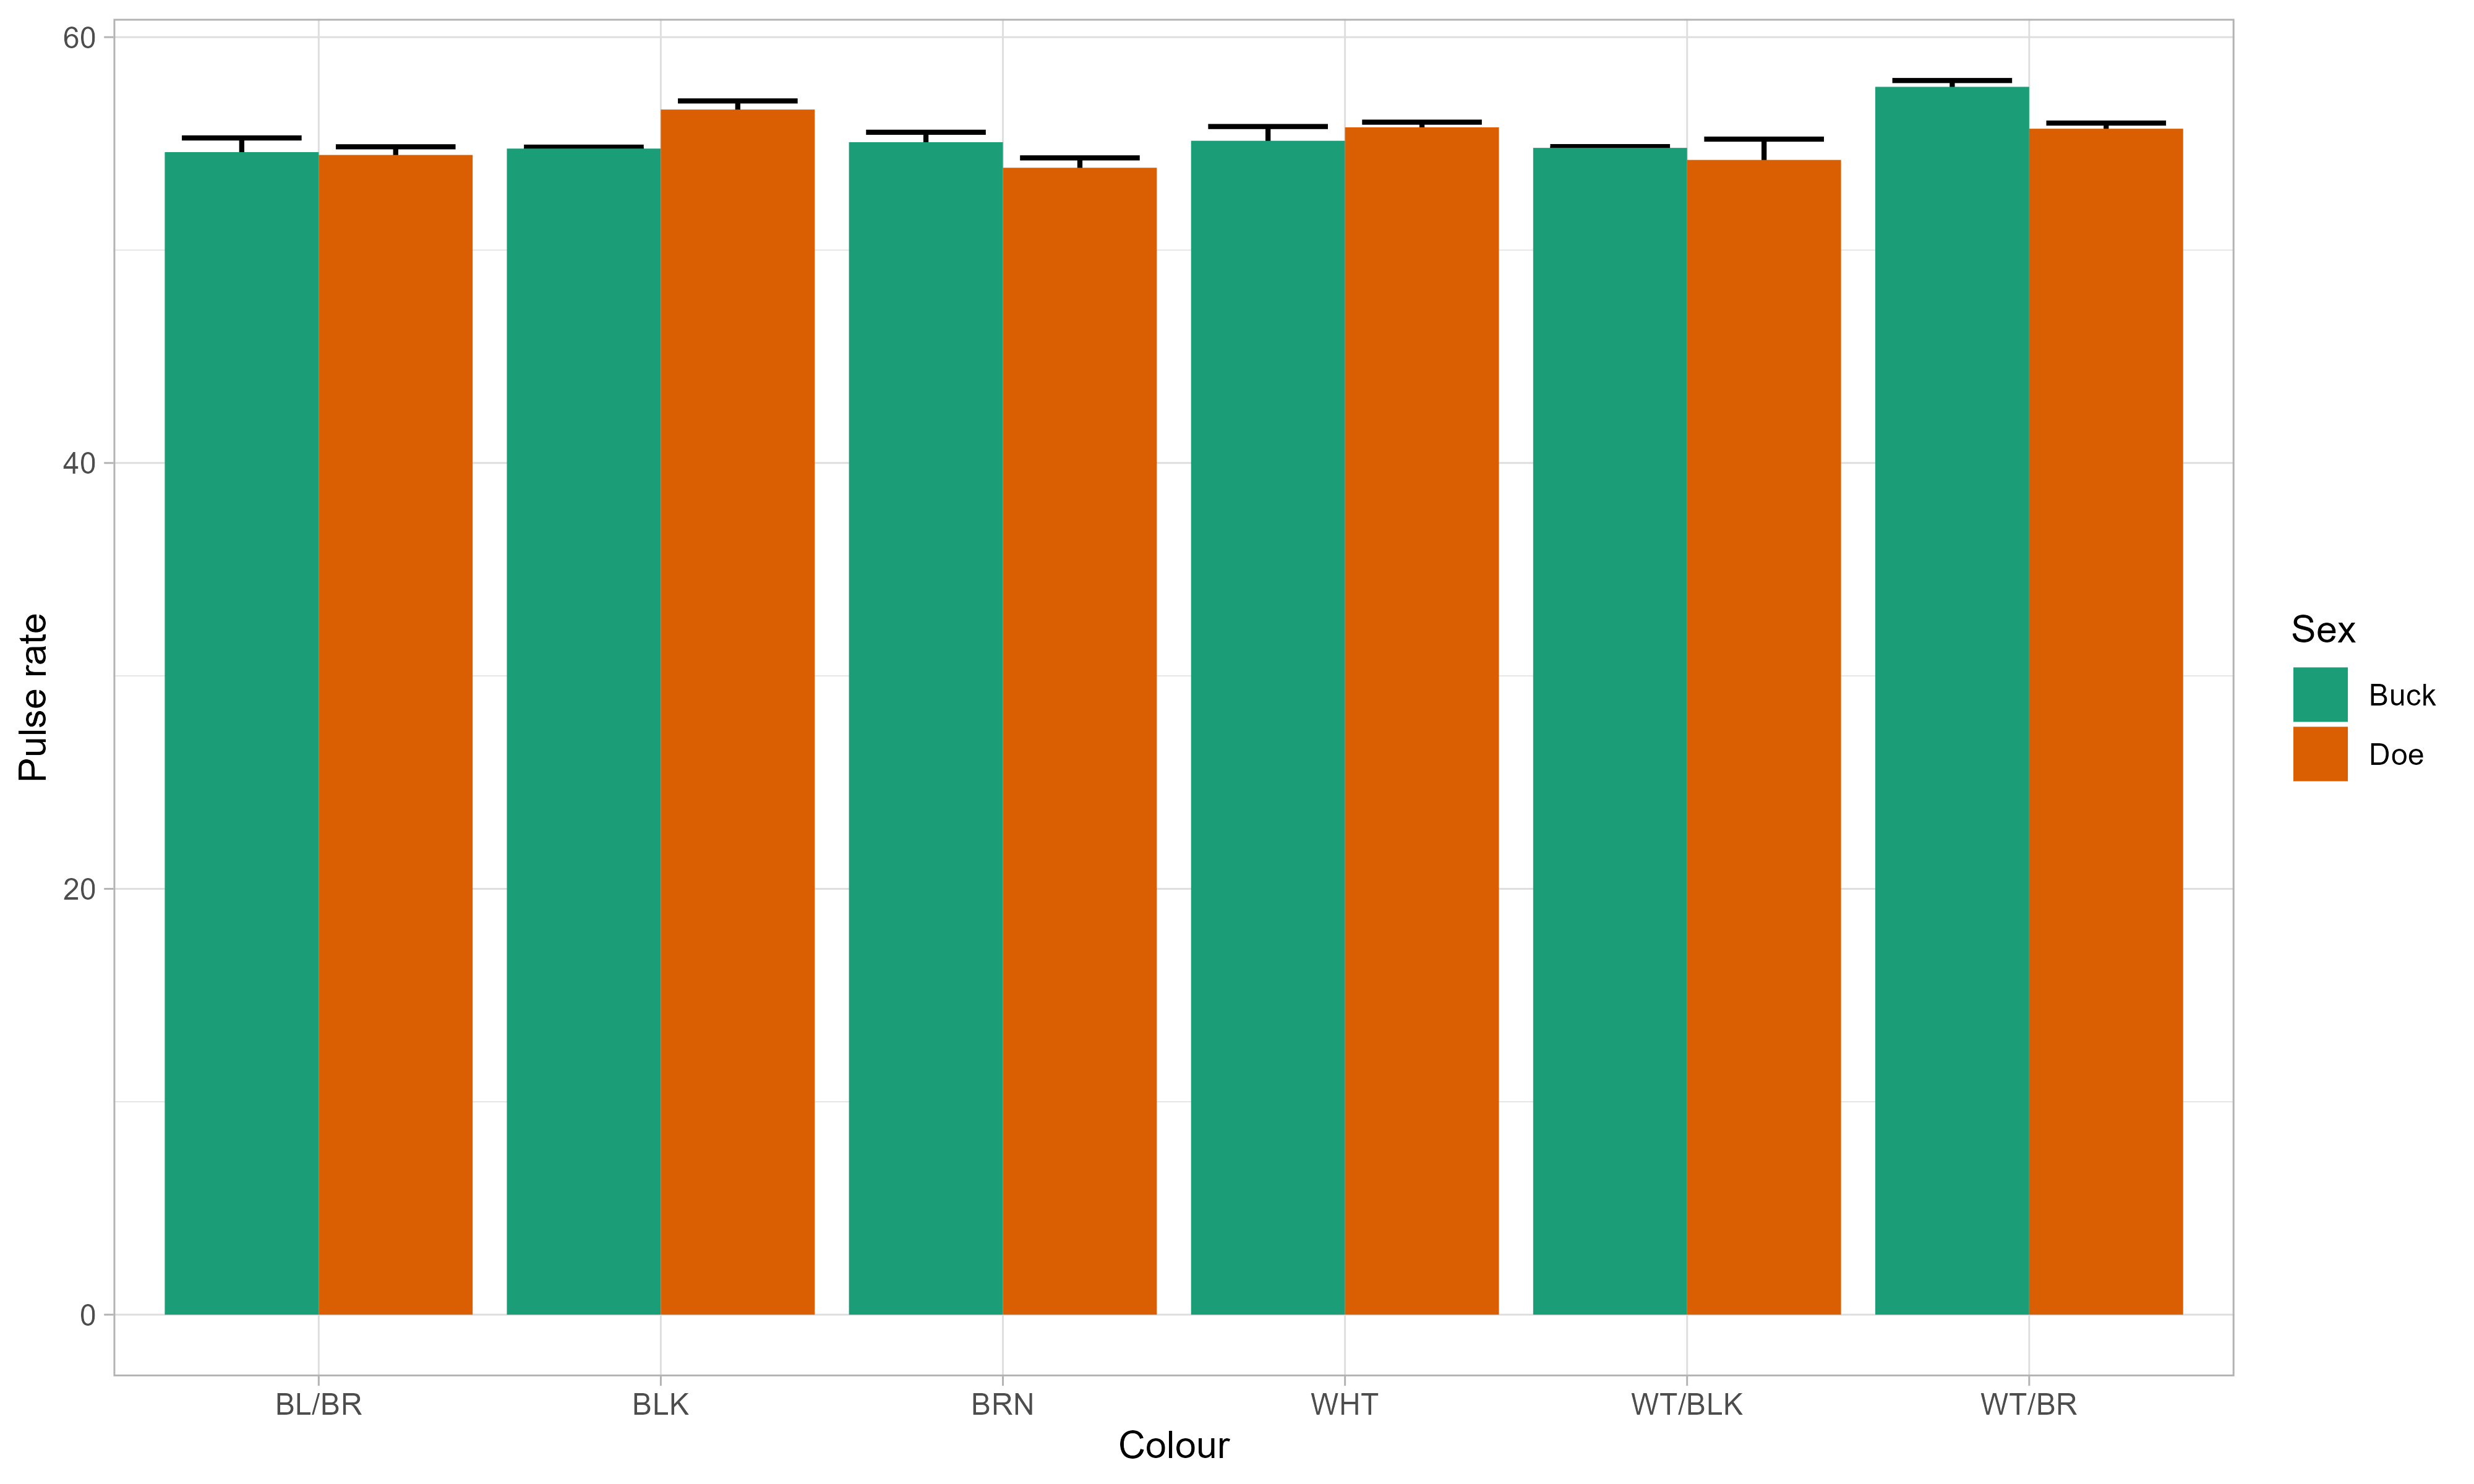 60
40
20
0
Pulse rate
BL/BR
BLK
BRN
WHT
WT/BLK
WT/BR
Colour
Sex
Buck
Doe